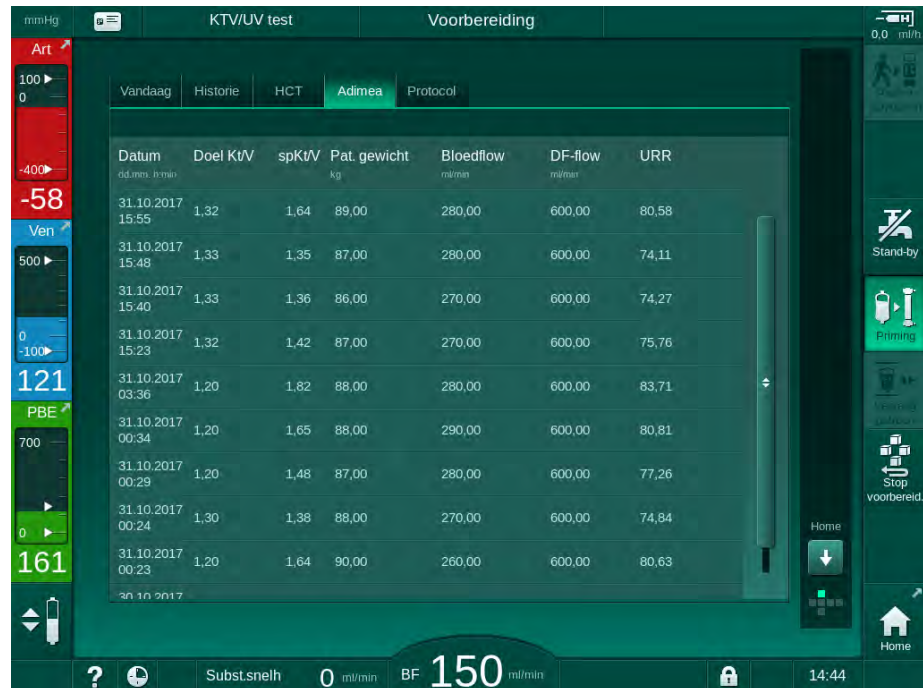 mmHg
KTV/UV test
Voorbereiding
0,0 ml/h
Art
100
0
-400
-58
Ven
500
0
-100
121
PBE
700
0
161
Vandaag Historie HCT Adimea Protocol
Datum Doel Kt/V spKt/V Pat. gewicht Bloedflow DF-flow URR
dd.mm. h:min kg ml/min ml/min
31.10.2017
15:55 1,32 1,64 89,00 280,00 600,00 80,58
31.10.2017
15:48 1,33 1,35 87,00 280,00 600,00 74,11
31.10.2017
15:40 1,33 1,36 86,00 270,00 600,00 74,27
31.10.2017
15:23 1,32 1,42 87,00 270,00 600,00 75,76
31.10.2017
03:36 1,20 1,82 88,00 280,00 600,00 83,71
31.10.2017
00:34 1,20 1,65 88,00 290,00 600,00 80,81
31.10.2017
00:29 1,20 1,48 87,00 280,00 600,00 77,26
31.10.2017
00:24 1,30 1,38 88,00 270,00 600,00 74,84
31.10.2017
00:23 1,20 1,64 90,00 260,00 600,00 80,63
30.10.2017
Home
Stand-by
Priming
Stop
voorbereid.
Home
? Subst.snelh 0 ml/min BF 150 ml/min 14:44